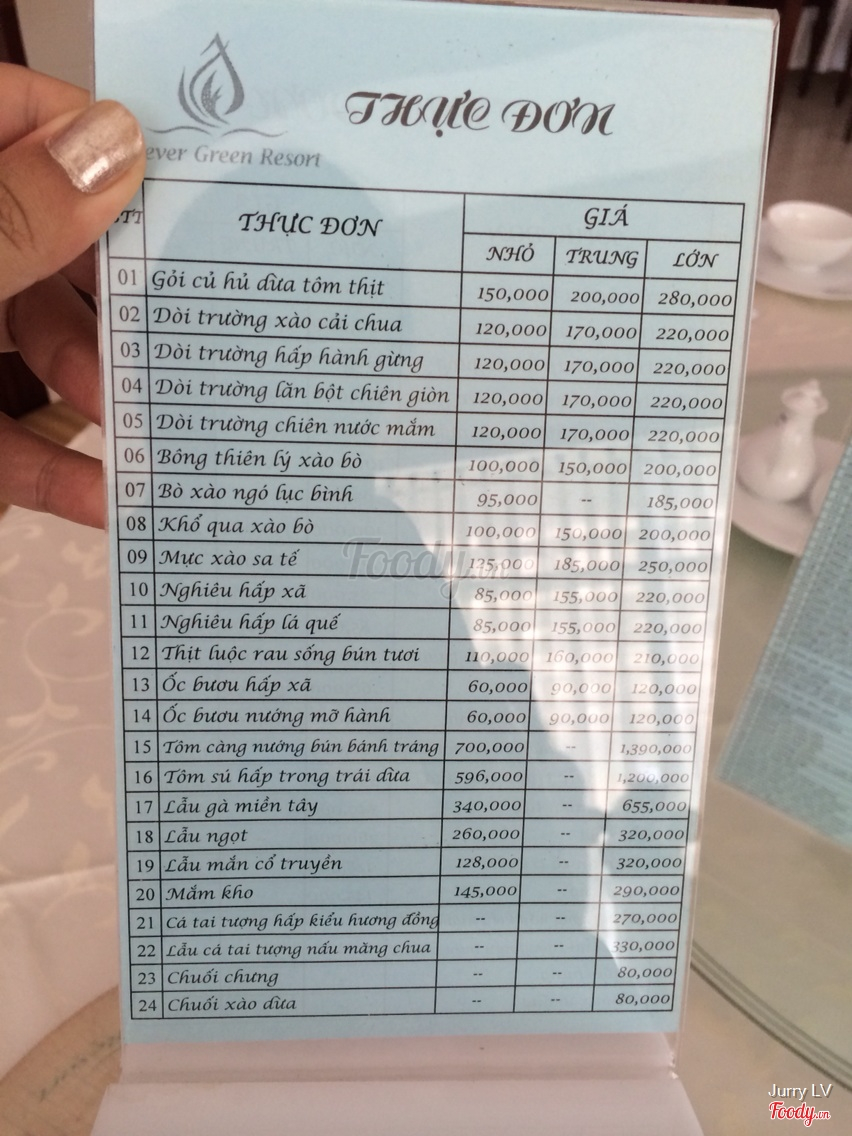 THỰC ĐƠN
ever Green Resort
STT THỰC ĐƠN GIÁ
NHỎ TRUNG LỚN
01 Gỏi củ hủ dừa tôm thịt 150,000 200,000 280,000
02 Dòi trường xào cải chua 120,000 170,000 220,000
03 Dòi trường hấp hành gừng 120,000 170,000 220,000
04 Dòi trường lăn bột chiên giòn 120,000 170,000 220,000
05 Dòi trường chiên nước mắm 120,000 170,000 220,000
06 Bông thiên lý xào bò 100,000 150,000 200,000
07 Bò xào ngó lục bình 95,000 -- 185,000
08 Khổ qua xào bò 100,000 150,000 200,000
09 Mực xào sa tế 125,000 185,000 250,000
10 Nghiêu hấp xã 85,000 155,000 220,000
11 Nghiêu hấp lá quế 85,000 155,000 220,000
12 Thịt luộc rau sống bún tươi 110,000 160,000 210,000
13 Ốc bươu hấp xã 60,000 90,000 120,000
14 Ốc bươu nướng mỡ hành 60,000 90,000 120,000
15 Tôm càng nướng bún bánh tráng 700,000 -- 1,390,000
16 Tôm sú hấp trong trái dừa 596,000 -- 1,200,000
17 Lẫu gà miền tây 340,000 -- 655,000
18 Lẫu ngọt 260,000 -- 320,000
19 Lẫu mắn cổ truyền 128,000 -- 320,000
20 Mắm kho 145,000 -- 290,000
21 Cá tai tượng hấp kiểu hương đồng -- -- 270,000
22 Lẫu cá tai tượng nấu măng chua -- -- 330,000
23 Chuối chưng -- -- 80,000
24 Chuối xào dừa -- -- 80,000
Foody.vn
Jurry LV
Foody.vn